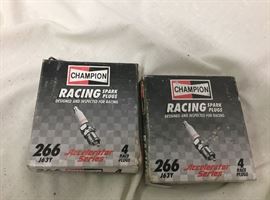 CHAMPION
RACING SPARK PLUGS
DESIGNED AND INSPECTED FOR RACING
266
J63Y
Accelerator Series
4
RACE PLUGS
CHAMPION
RACING SPARK PLUGS
DESIGNED AND INSPECTED FOR RACING
266
J63Y
Accelerator Series
4
RACE PLUGS